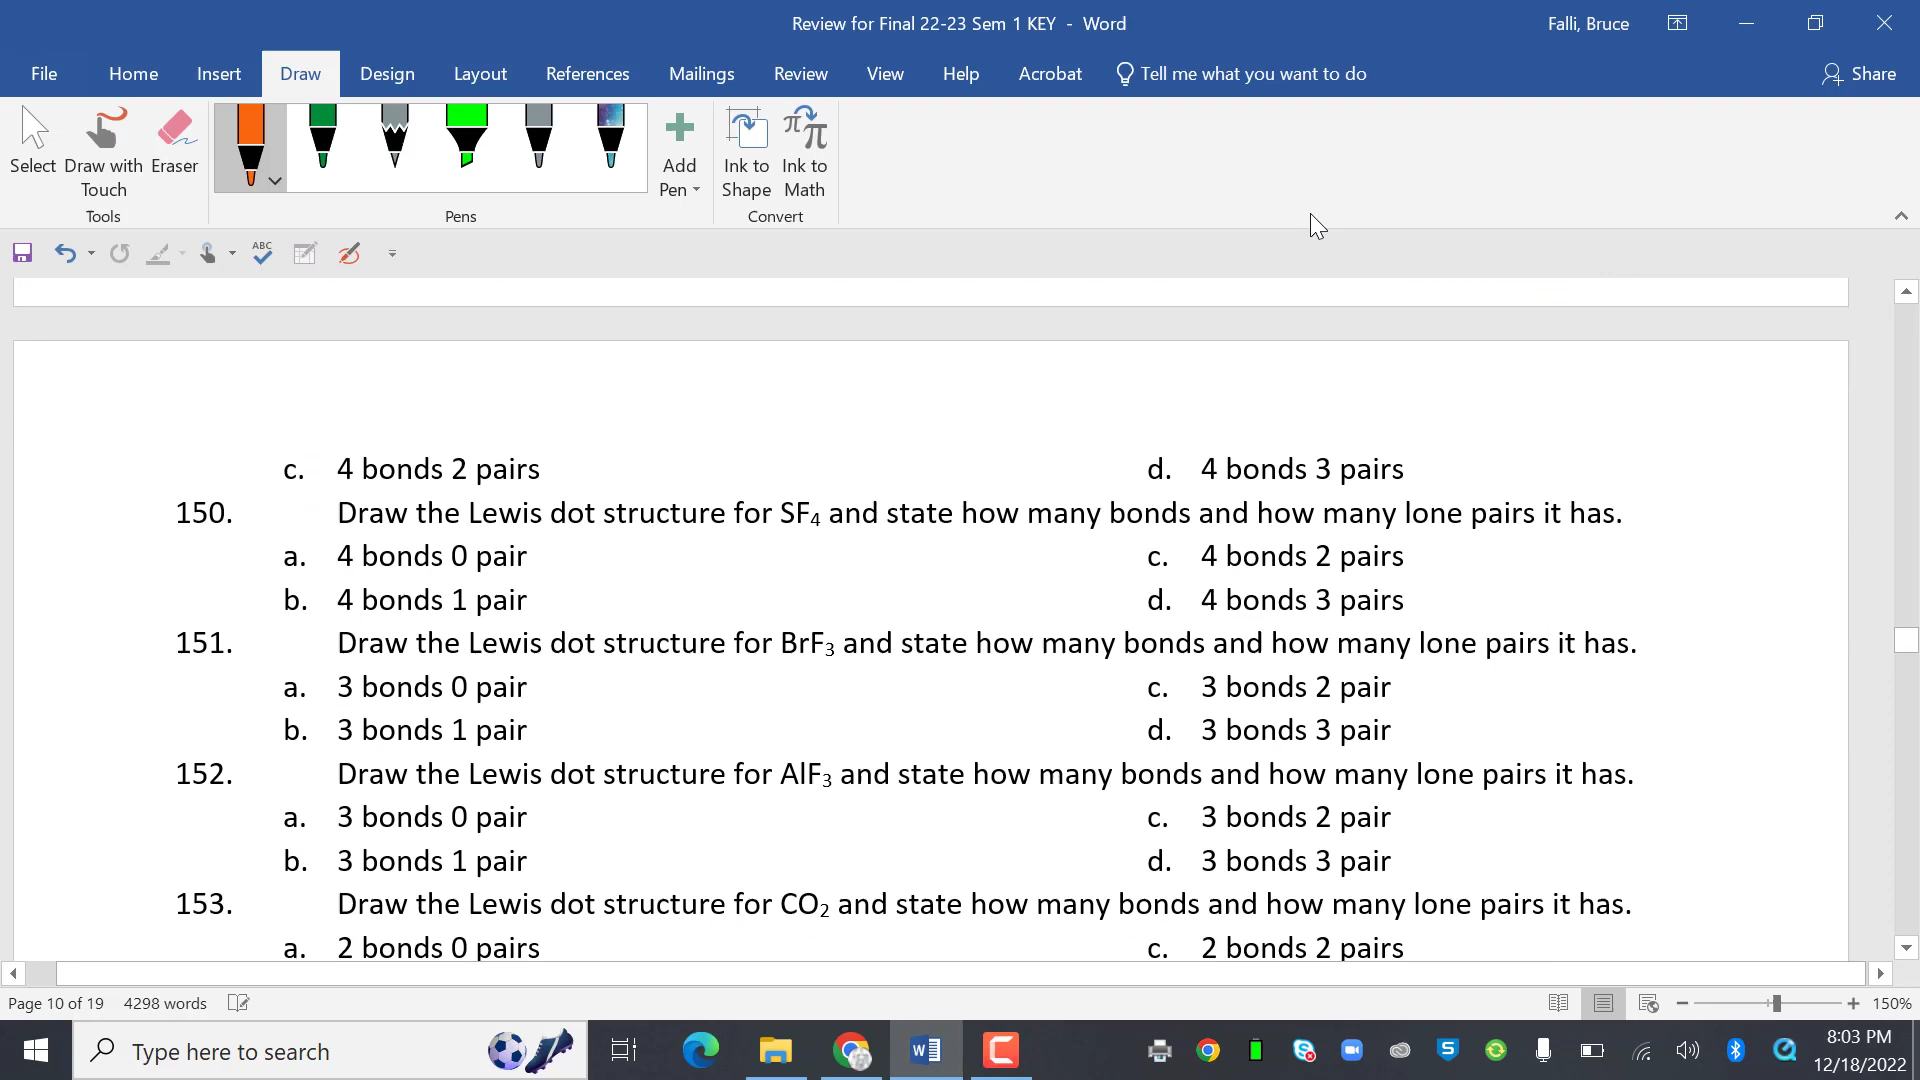 Review for Final 22-23 Sem 1 KEY - Word
Falli, Bruce
File Home Insert Draw Design Layout References Mailings Review View Help Acrobat Tell me what you want to do Share
Select Draw with Touch Eraser Add Pen Ink to Shape Ink to Math
Tools Pens Convert
ABC
c. 4 bonds 2 pairs d. 4 bonds 3 pairs
150. Draw the Lewis dot structure for SF₄ and state how many bonds and how many lone pairs it has.
a. 4 bonds 0 pair c. 4 bonds 2 pairs
b. 4 bonds 1 pair d. 4 bonds 3 pairs
151. Draw the Lewis dot structure for BrF₃ and state how many bonds and how many lone pairs it has.
a. 3 bonds 0 pair c. 3 bonds 2 pair
b. 3 bonds 1 pair d. 3 bonds 3 pair
152. Draw the Lewis dot structure for AlF₃ and state how many bonds and how many lone pairs it has.
a. 3 bonds 0 pair c. 3 bonds 2 pair
b. 3 bonds 1 pair d. 3 bonds 3 pair
153. Draw the Lewis dot structure for CO₂ and state how many bonds and how many lone pairs it has.
a. 2 bonds 0 pairs c. 2 bonds 2 pairs
Page 10 of 19 4298 words 150%
Type here to search
8:03 PM
12/18/2022